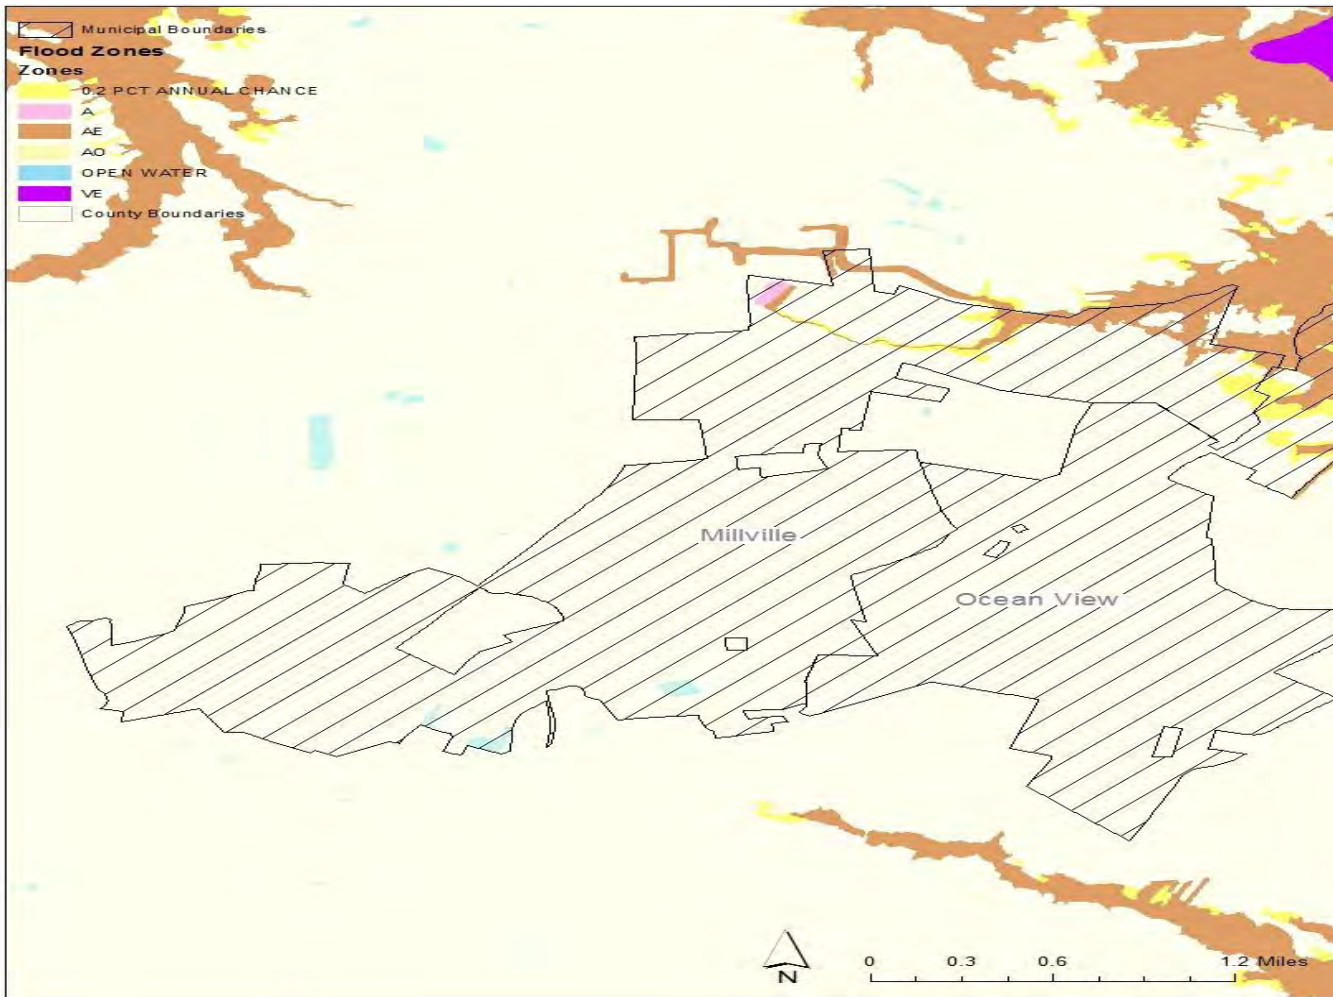 Municipal Boundaries
Flood Zones
Zones
0.2 PCT ANNUAL CHANCE
A
AE
AO
OPEN WATER
VE
County Boundaries
Millville
Ocean View
N
0 0.3 0.6 1.2 Miles